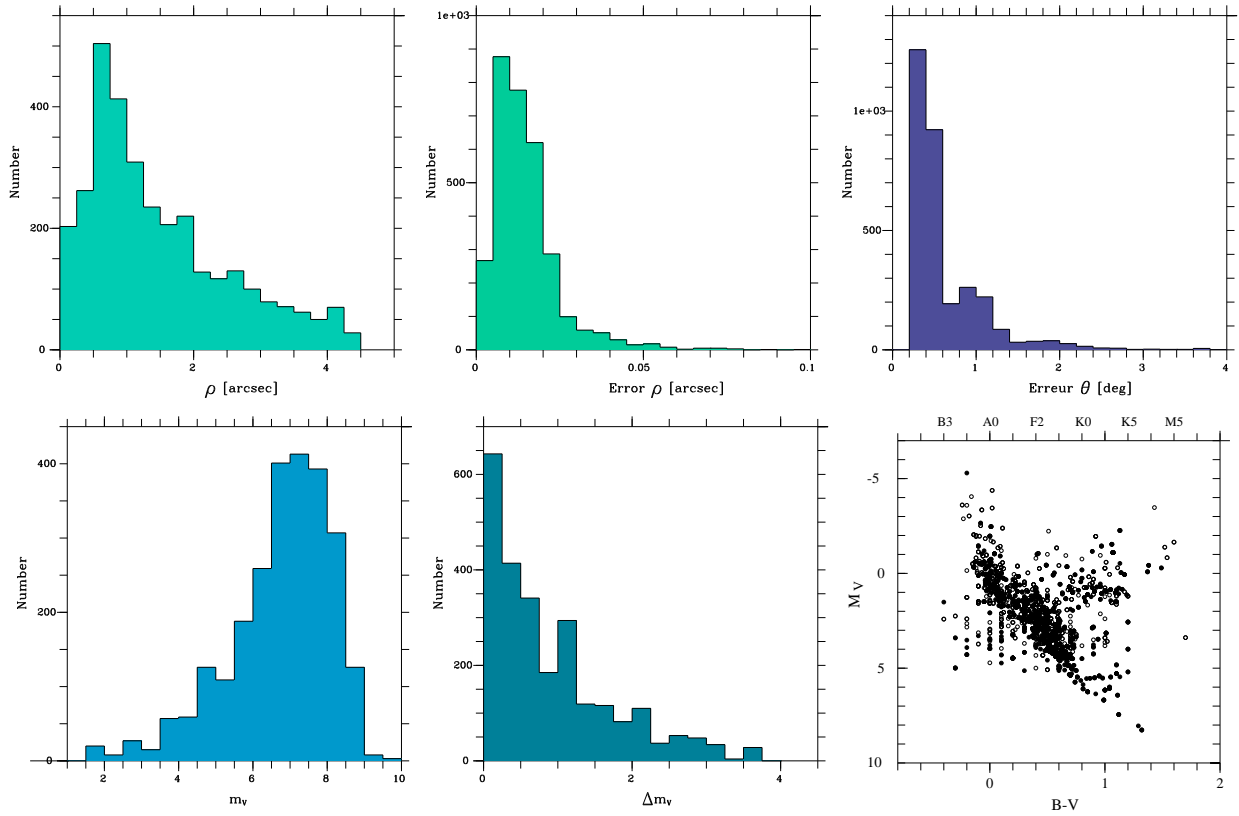 Number
400
200
0
0 2 4
ρ [arcsec]
Number
1e+03
500
0
0 0.05 0.1
Error ρ [arcsec]
Number
1e+03
500
0
0 1 2 3 4
Erreur θ [deg]
Number
400
200
0
2 4 6 8 10
mv
Number
600
400
200
0
0 2 4
Δmv
B3 A0 F2 K0 K5 M5
-5
0
5
10
M V
0 1 2
B-V